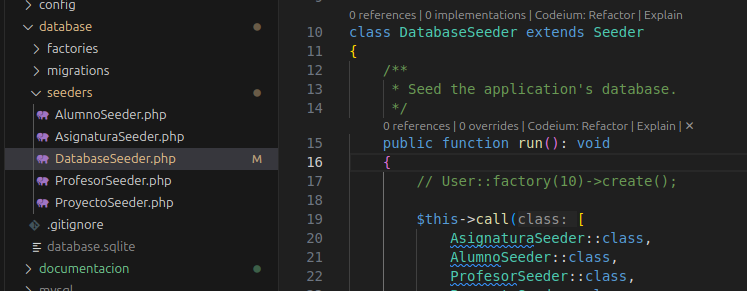 config
database
factories
migrations
seeders
AlumnoSeeder.php
AsignaturaSeeder.php
DatabaseSeeder.php M
ProfesorSeeder.php
ProyectoSeeder.php
.gitignore
database.sqlite
documentacion
mysql
0 references | 0 implementations | Codeium: Refactor | Explain
10 class DatabaseSeeder extends Seeder
11 {
12 /**
13 * Seed the application's database.
14 */
0 references | 0 overrides | Codeium: Refactor | Explain | ✕
15 public function run(): void
16 {
17 // User::factory(10)->create();
18
19 $this->call(class: [
20 AsignaturaSeeder::class,
21 AlumnoSeeder::class,
22 ProfesorSeeder::class,